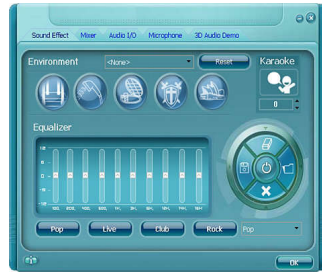 Sound Effect Mixer Audio I/O Microphone 3D Audio Demo
Environment <None> Reset Karaoke
0
Equalizer
Pop Live Club Rock Pop
OK